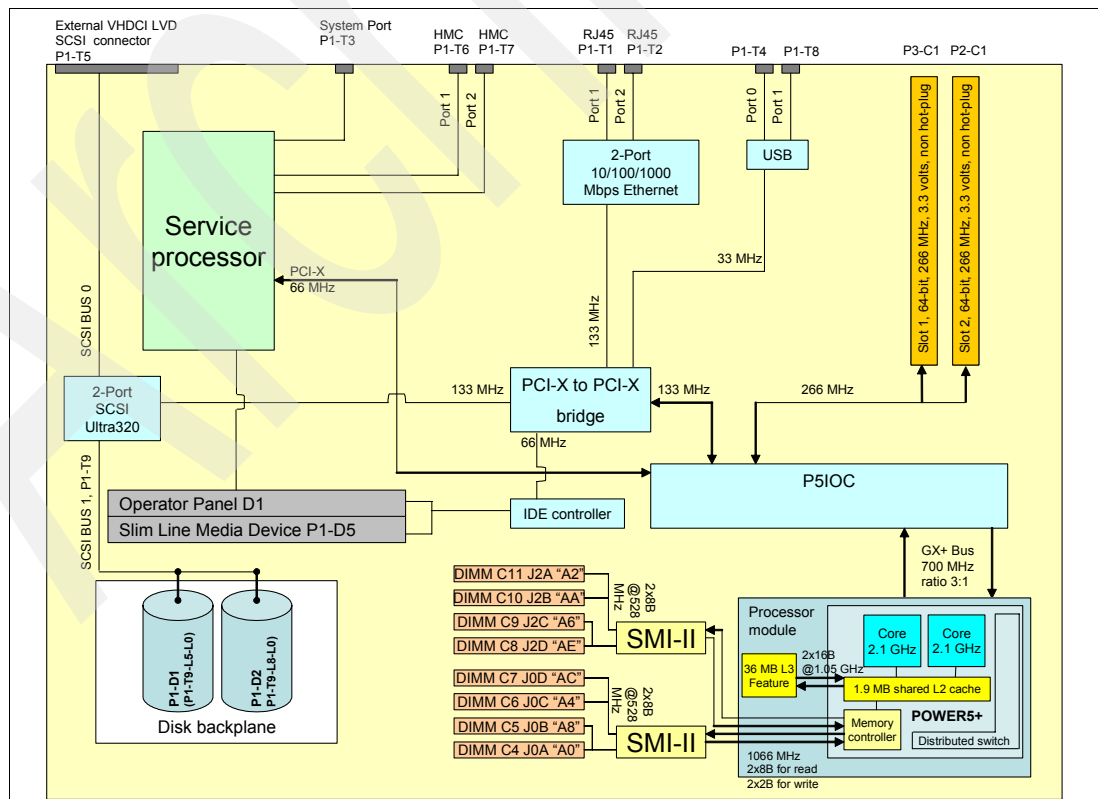 External VHDCI LVD
SCSI connector
P1-T5
System Port
P1-T3
HMC
P1-T6
HMC
P1-T7
RJ45
P1-T1
RJ45
P1-T2
P1-T4
P1-T8
P3-C1
P2-C1
Port 1
Port 2
Port 1
Port 2
Port 0
Port 1
2-Port
10/100/1000
Mbps Ethernet
USB
Slot 1, 64-bit, 266 MHz, 3.3 volts, non hot-plug
Slot 2, 64-bit, 266 MHz, 3.3 volts, non hot-plug
Service
processor
PCI-X
66 MHz
33 MHz
133 MHz
SCSI BUS 0
2-Port
SCSI
Ultra320
133 MHz
PCI-X to PCI-X
bridge
133 MHz
266 MHz
66 MHz
P5IOC
SCSI BUS 1, P1-T9
Operator Panel D1
Slim Line Media Device P1-D5
IDE controller
GX+ Bus
700 MHz
ratio 3:1
P1-D1
(P1-T9-L5-L0)
P1-D2
P1-T9-L8-L0)
Disk backplane
DIMM C11 J2A “A2”
DIMM C10 J2B “AA”
DIMM C9 J2C “A6”
DIMM C8 J2D “AE”
2x8B
@528
MHz
SMI-II
DIMM C7 J0D “AC”
DIMM C6 J0C “A4”
DIMM C5 J0B “A8”
DIMM C4 J0A “A0”
2x8B
@528
MHz
SMI-II
Processor
module
Core
2.1 GHz
Core
2.1 GHz
36 MB L3
Feature
2x16B
@1.05 GHz
1.9 MB shared L2 cache
Memory
controller
POWER5+
Distributed switch
1066 MHz
2x8B for read
2x2B for write